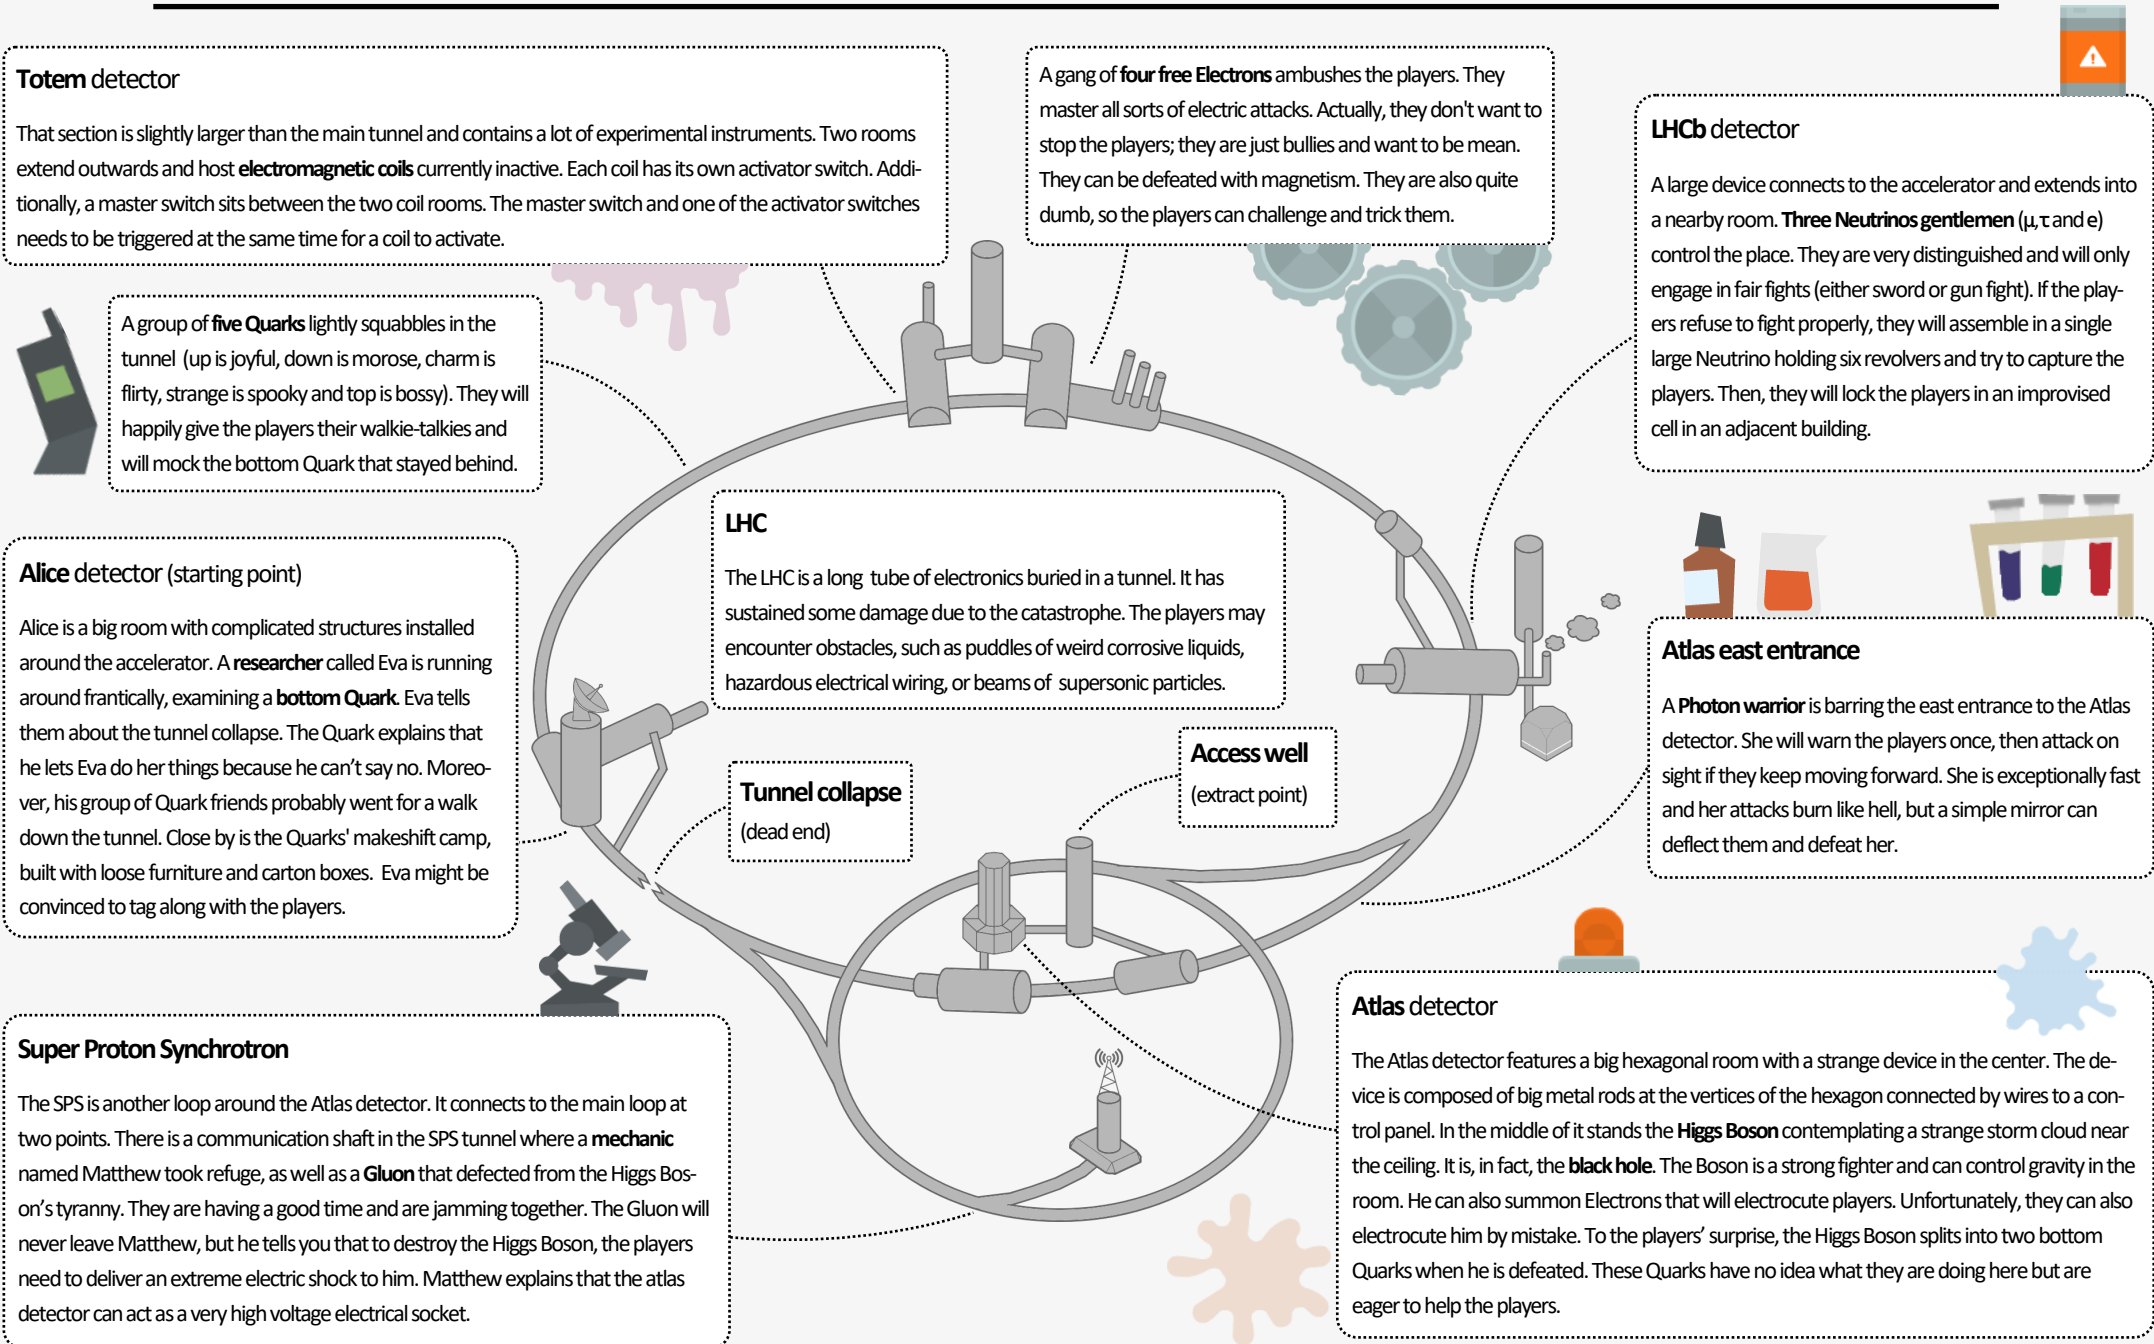 Totem detector
That section is slightly larger than the main tunnel and contains a lot of experimental instruments. Two rooms
extend outwards and host electromagnetic coils currently inactive. Each coil has its own activator switch. Addi-
tionally, a master switch sits between the two coil rooms. The master switch and one of the activator switches
needs to be triggered at the same time for a coil to activate.
A gang of four free Electrons ambushes the players. They
master all sorts of electric attacks. Actually, they don't want to
stop the players; they are just bullies and want to be mean.
They can be defeated with magnetism. They are also quite
dumb, so the players can challenge and trick them.
LHCb detector
A large device connects to the accelerator and extends into
a nearby room. Three Neutrinos gentlemen (μ, τ and e)
control the place. They are very distinguished and will only
engage in fair fights (either sword or gun fight). If the play-
ers refuse to fight properly, they will assemble in a single
large Neutrino holding six revolvers and try to capture the
players. Then, they will lock the players in an improvised
cell in an adjacent building.
A group of five Quarks lightly squabbles in the
tunnel (up is joyful, down is morose, charm is
flirty, strange is spooky and top is bossy). They will
happily give the players their walkie-talkies and
will mock the bottom Quark that stayed behind.
LHC
The LHC is a long tube of electronics buried in a tunnel. It has
sustained some damage due to the catastrophe. The players may
encounter obstacles, such as puddles of weird corrosive liquids,
hazardous electrical wiring, or beams of supersonic particles.
Alice detector (starting point)
Alice is a big room with complicated structures installed
around the accelerator. A researcher called Eva is running
around frantically, examining a bottom Quark. Eva tells
them about the tunnel collapse. The Quark explains that
he lets Eva do her things because he can't say no. Moreo-
ver, his group of Quark friends probably went for a walk
down the tunnel. Close by is the Quarks' makeshift camp,
built with loose furniture and carton boxes. Eva might be
convinced to tag along with the players.
Atlas east entrance
A Photon warrior is barring the east entrance to the Atlas
detector. She will warn the players once, then attack on
sight if they keep moving forward. She is exceptionally fast
and her attacks burn like hell, but a simple mirror can
deflect them and defeat her.
Access well
(extract point)
Tunnel collapse
(dead end)
Super Proton Synchrotron
The SPS is another loop around the Atlas detector. It connects to the main loop at
two points. There is a communication shaft in the SPS tunnel where a mechanic
named Matthew took refuge, as well as a Gluon that defected from the Higgs Bos-
on's tyranny. They are having a good time and are jamming together. The Gluon will
never leave Matthew, but he tells you that to destroy the Higgs Boson, the players
need to deliver an extreme electric shock to him. Matthew explains that the atlas
detector can act as a very high voltage electrical socket.
Atlas detector
The Atlas detector features a big hexagonal room with a strange device in the center. The de-
vice is composed of big metal rods at the vertices of the hexagon connected by wires to a con-
trol panel. In the middle of it stands the Higgs Boson contemplating a strange storm cloud near
the ceiling. It is, in fact, the black hole. The Boson is a strong fighter and can control gravity in the
room. He can also summon Electrons that will electrocute players. Unfortunately, they can also
electrocute him by mistake. To the players' surprise, the Higgs Boson splits into two bottom
Quarks when he is defeated. These Quarks have no idea what they are doing here but are
eager to help the players.